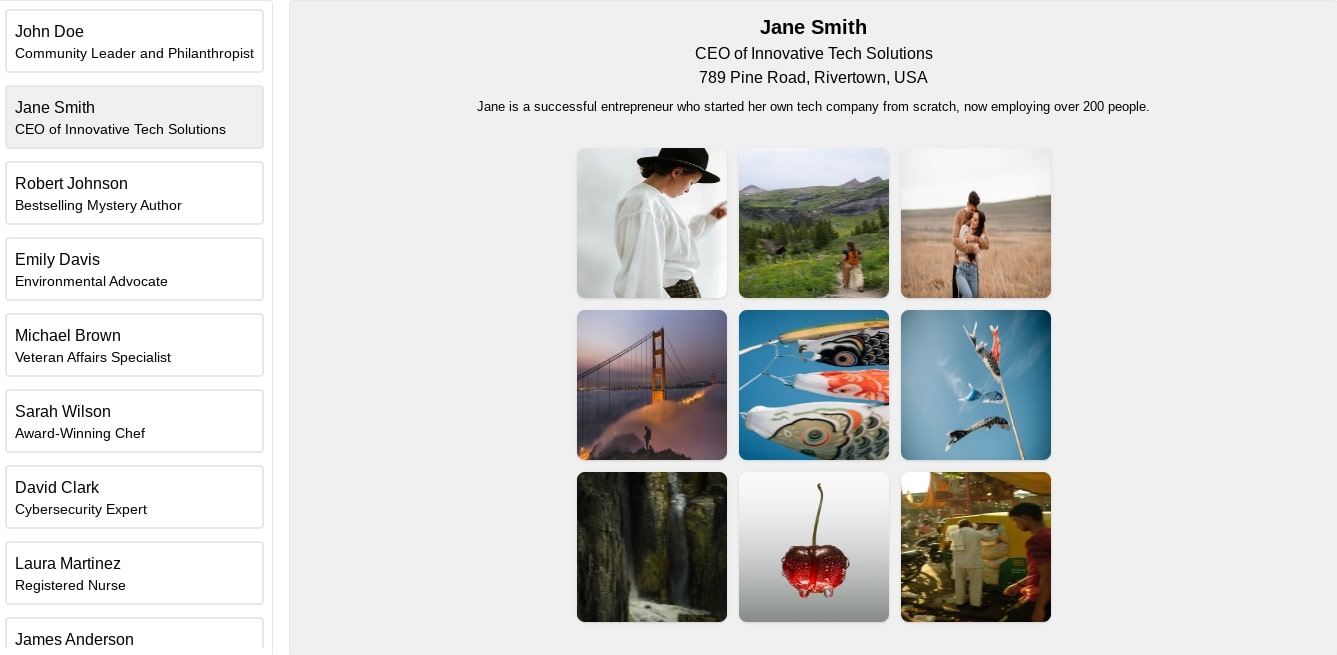 John Doe
Community Leader and Philanthropist
Jane Smith
CEO of Innovative Tech Solutions
Robert Johnson
Bestselling Mystery Author
Emily Davis
Environmental Advocate
Michael Brown
Veteran Affairs Specialist
Sarah Wilson
Award-Winning Chef
David Clark
Cybersecurity Expert
Laura Martinez
Registered Nurse
James Anderson
Jane Smith
CEO of Innovative Tech Solutions
789 Pine Road, Rivertown, USA
Jane is a successful entrepreneur who started her own tech company from scratch, now employing over 200 people.